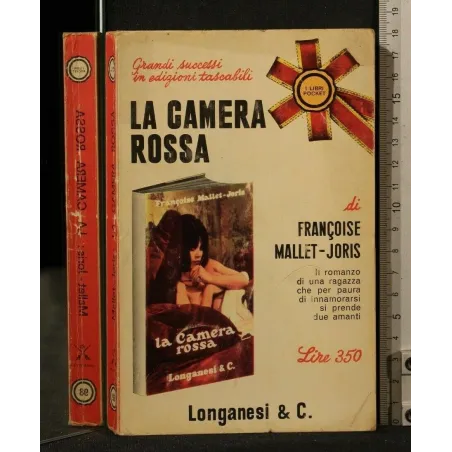 Grandi successi
in edizioni tascabili
I LIBRI
POCKET
LA CAMERA
ROSSA
di
FRANÇOISE
MALLET-JORIS
Il romanzo
di una ragazza
che per paura
di innamorarsi
si prende
due amanti
Françoise Mallet-Joris
la Camera
rossa
Longanesi & C.
Lire 350
Longanesi & C.
Mallet-Joris: LA CAMERA ROSSA
88